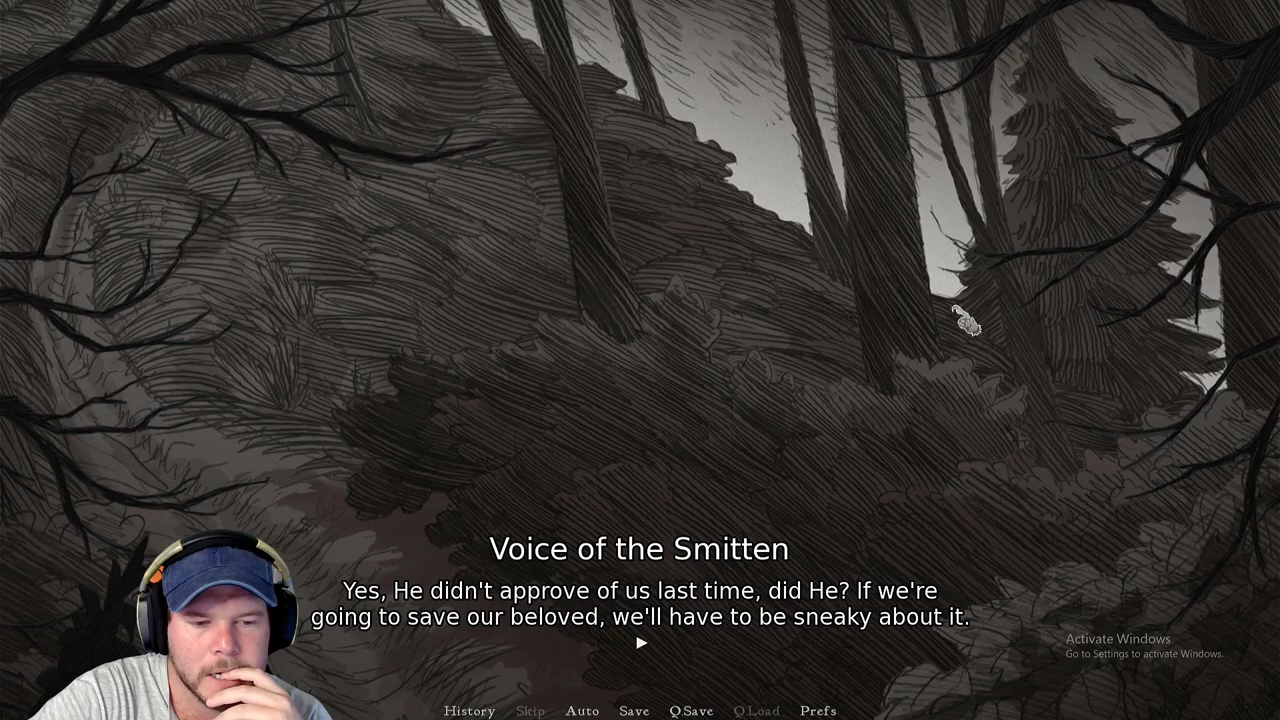 Voice of the Smitten
Yes, He didn't approve of us last time, did He? If we're
going to save our beloved, we'll have to be sneaky about it.
Activate Windows
Go to Settings to activate Windows.
History Skip Auto Save Q.Save Q.Load Prefs